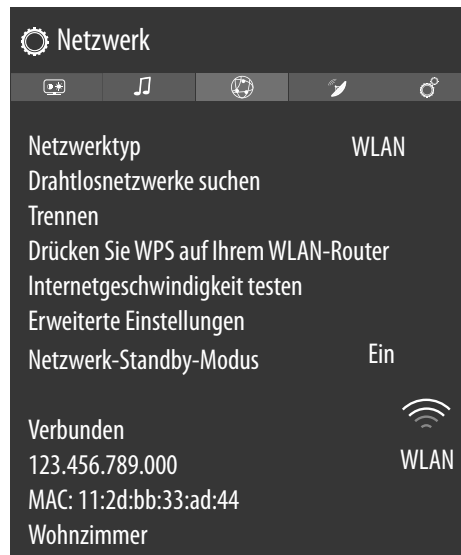 Netzwerk
Netzwerktyp WLAN
Drahtlosnetzwerke suchen
Trennen
Drücken Sie WPS auf Ihrem WLAN-Router
Internetgeschwindigkeit testen
Erweiterte Einstellungen
Netzwerk-Standby-Modus Ein
Verbunden
123.456.789.000 WLAN
MAC: 11:2d:bb:33:ad:44
Wohnzimmer